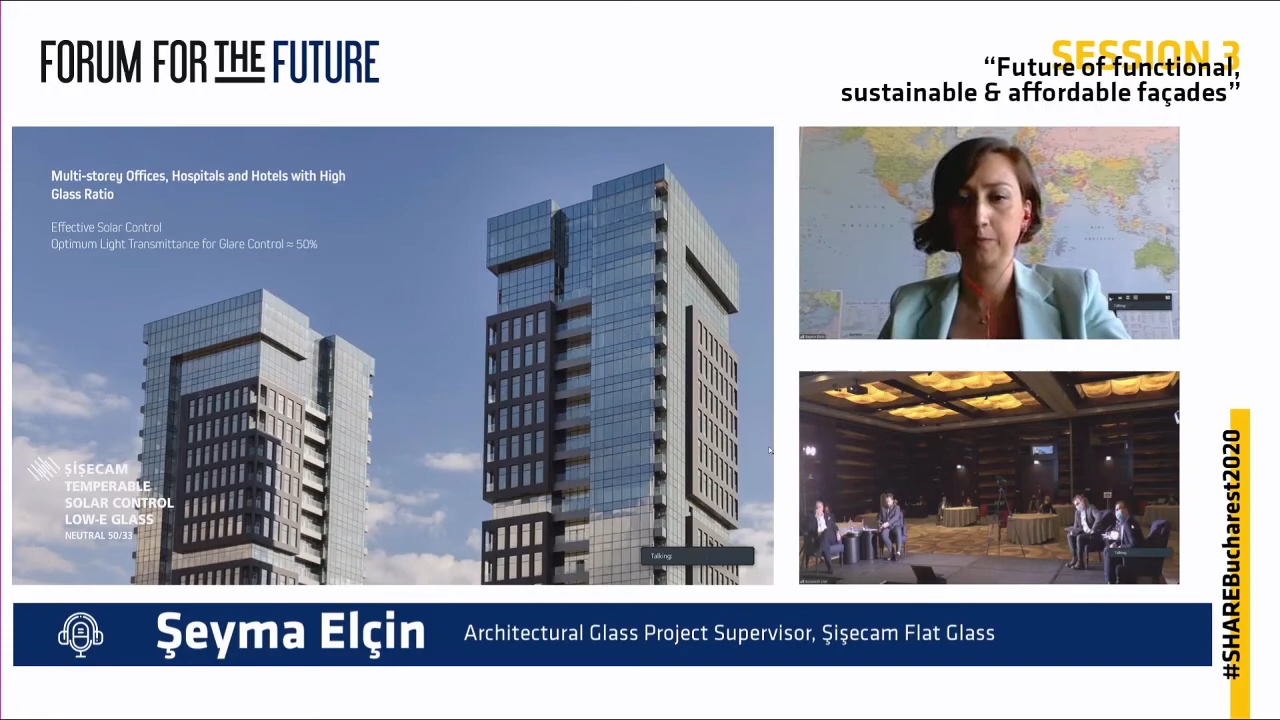 FORUM FOR THE FUTURE
SESSION 3
“Future of functional,
sustainable & affordable façades”
Multi-storey Offices, Hospitals and Hotels with High
Glass Ratio
Effective Solar Control
Optimum Light Transmittance for Glare Control ≈ 50%
ŞİŞECAM
TEMPERABLE
SOLAR CONTROL
LOW-E GLASS
NEUTRAL 50/33
Talking:
Talking:
Talking:
Şeyma Elçin
Architectural Glass Project Supervisor, Şişecam Flat Glass
#SHAREBucharest2020